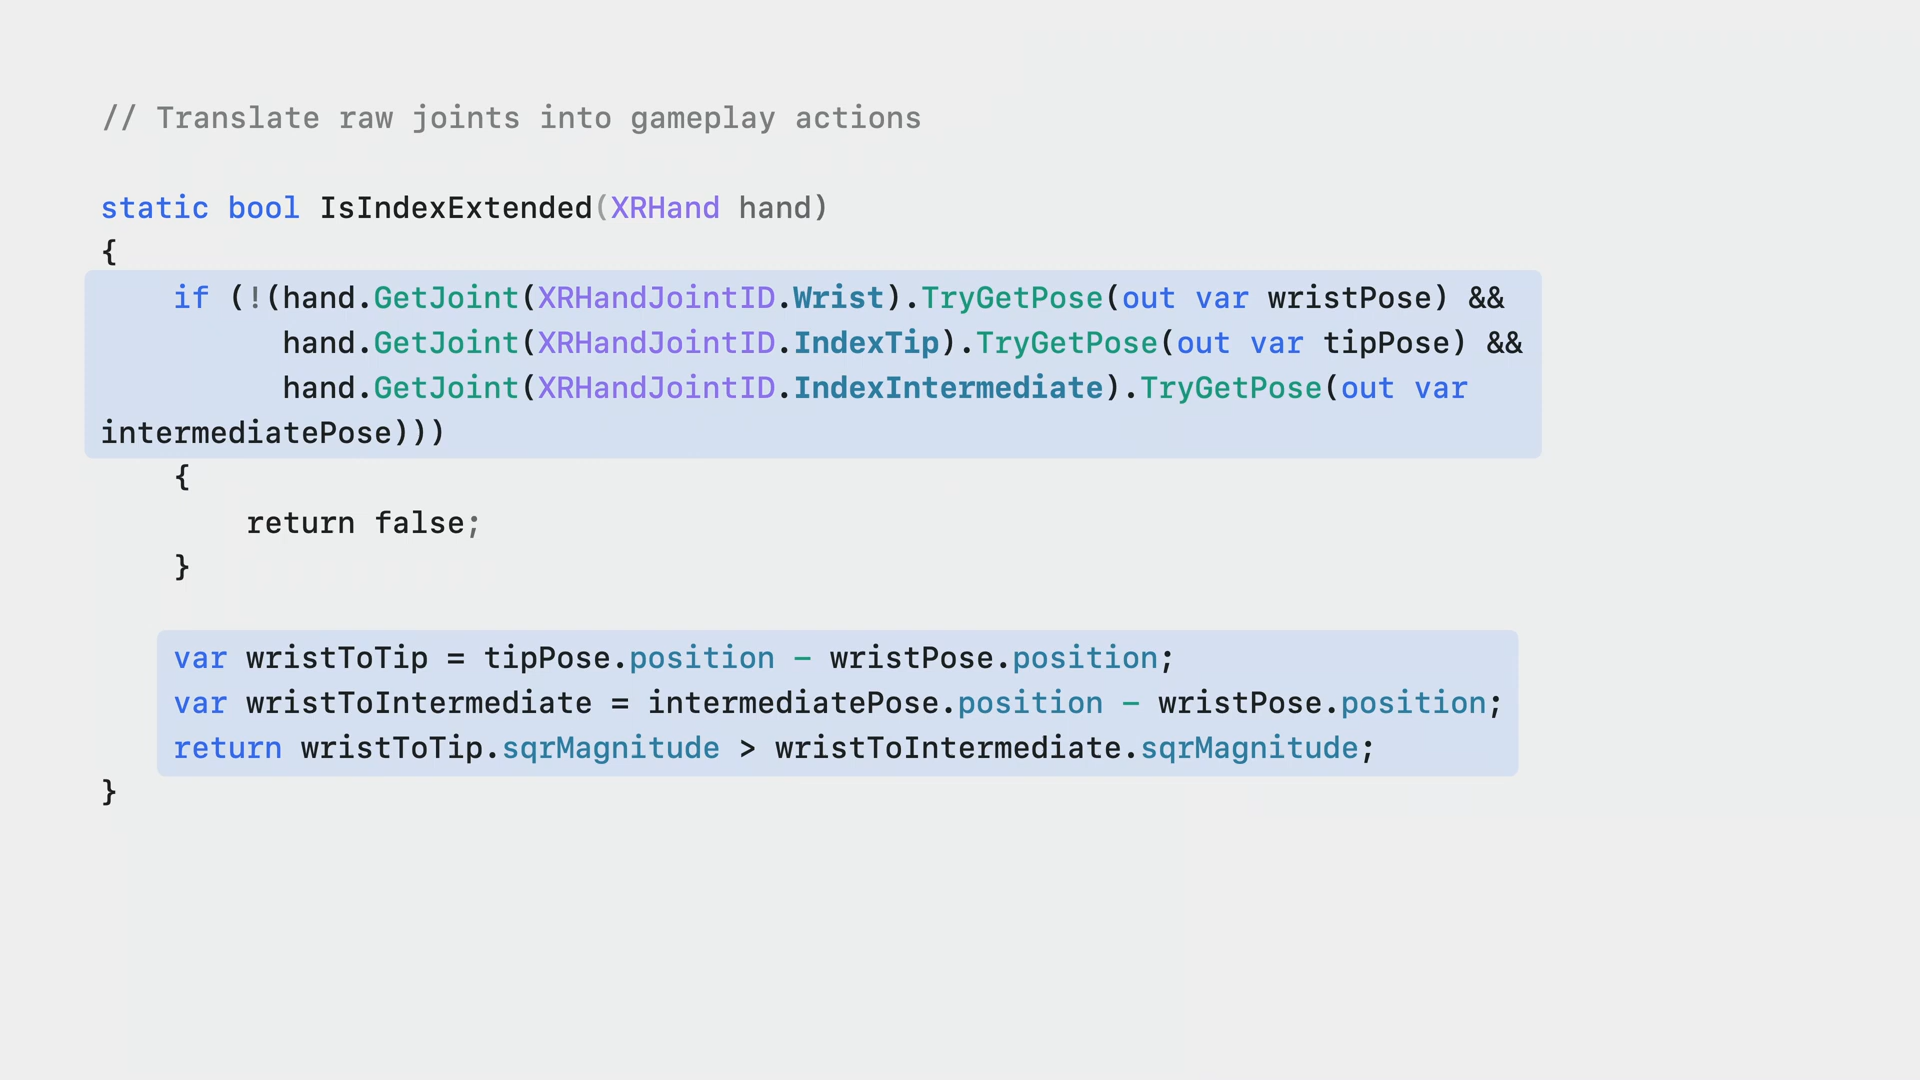 // Translate raw joints into gameplay actions
static bool IsIndexExtended(XRHand hand)
{
if (!(hand.GetJoint(XRHandJointID.Wrist).TryGetPose(out var wristPose) &&
hand.GetJoint(XRHandJointID.IndexTip).TryGetPose(out var tipPose) &&
hand.GetJoint(XRHandJointID.IndexIntermediate).TryGetPose(out var
intermediatePose)))
{
return false;
}
var wristToTip = tipPose.position – wristPose.position;
var wristToIntermediate = intermediatePose.position – wristPose.position;
return wristToTip.sqrMagnitude > wristToIntermediate.sqrMagnitude;
}